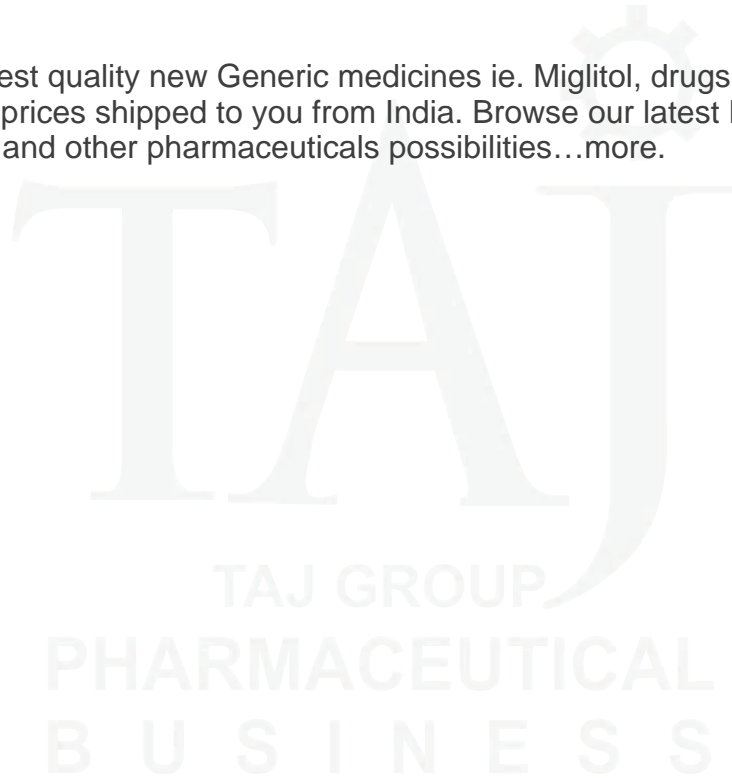 est quality new Generic medicines ie. Miglitol, drugs
prices shipped to you from India. Browse our latest
and other pharmaceuticals possibilities…more.
TAJ
TAJ GROUP
PHARMACEUTICAL
BUSINESS